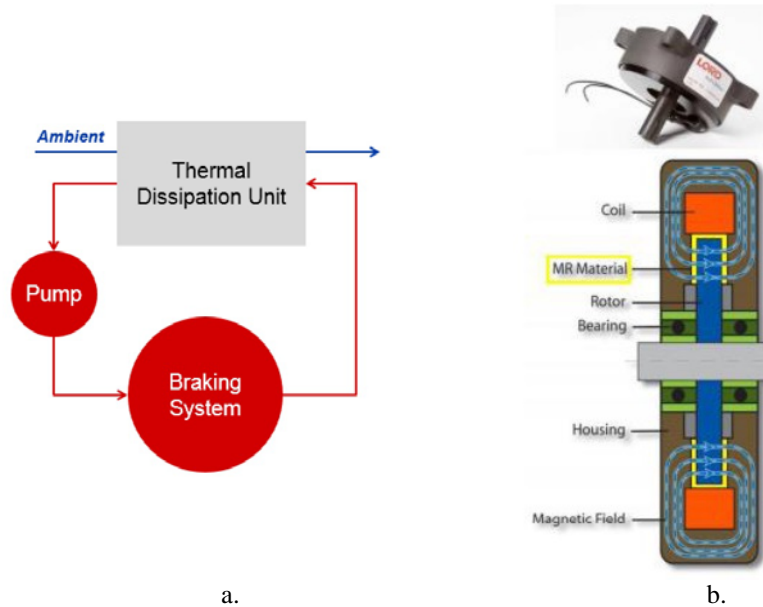 Ambient
Thermal
Dissipation Unit
Pump
Braking
System
a.
LORD
Coil
MR Material
Rotor
Bearing
Housing
Magnetic Field
b.